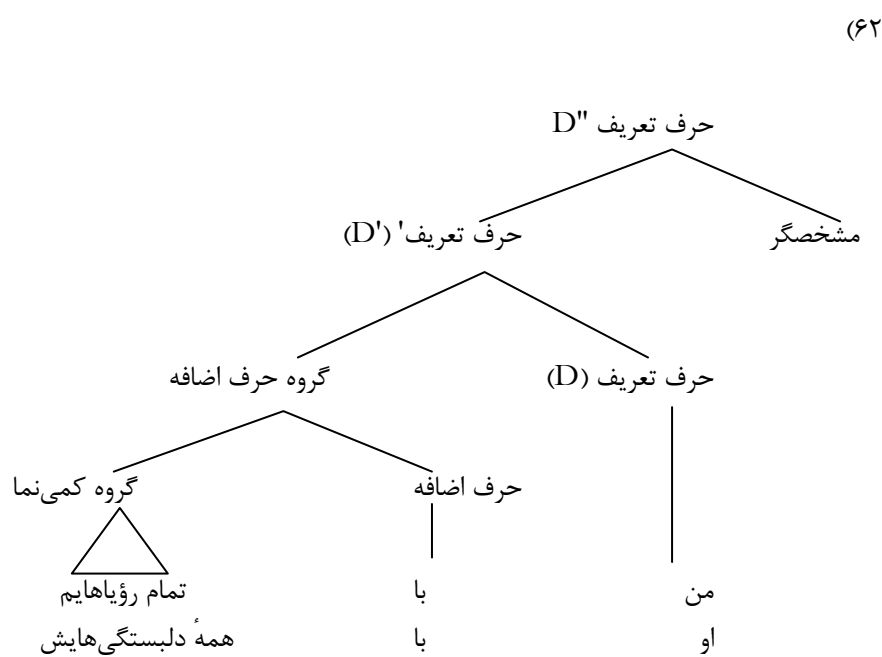 ۶۲)
حرف تعریف "D
مشخصگر حرف تعریف' (D')
حرف تعریف (D) گروه حرف اضافه
حرف اضافه گروه کمی‌نما
من با تمام رؤیاهایم
او با همهٔ دلبستگی‌هایش